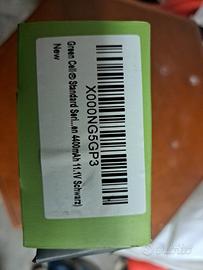 X000NG5GP3
Green Cell® Standard Seri...en 4400mAh 11.1V Schwarz)
New